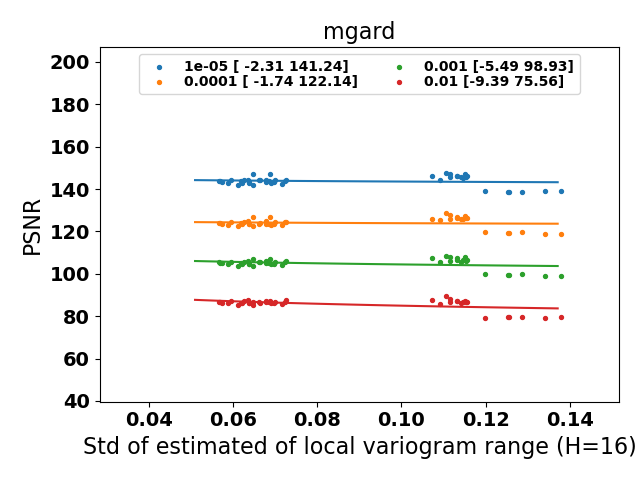 mgard
200
180
160
140
120
100
80
60
40
PSNR
1e-05 [ -2.31 141.24]
0.0001 [ -1.74 122.14]
0.001 [-5.49 98.93]
0.01 [-9.39 75.56]
0.04 0.06 0.08 0.10 0.12 0.14
Std of estimated of local variogram range (H=16)